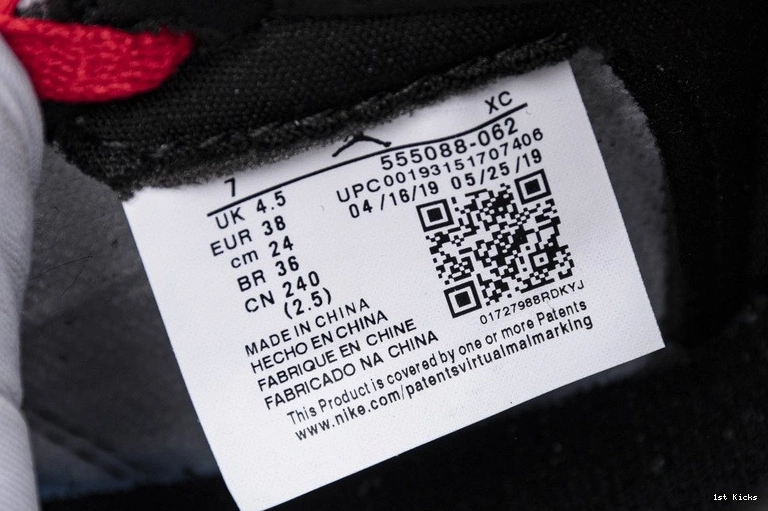 7 XC
555088-062
UPC00193151707406
04/16/19 05/25/19
UK 4.5
EUR 38
cm 24
BR 36
CN 240
(2.5)
01727988RDKYJ
MADE IN CHINA
HECHO EN CHINA
FABRIQUE EN CHINE
FABRICADO NA CHINA
This Product is covered by one or more Patents
www.nike.com/patentsvirtualmalmarking
1st Kicks